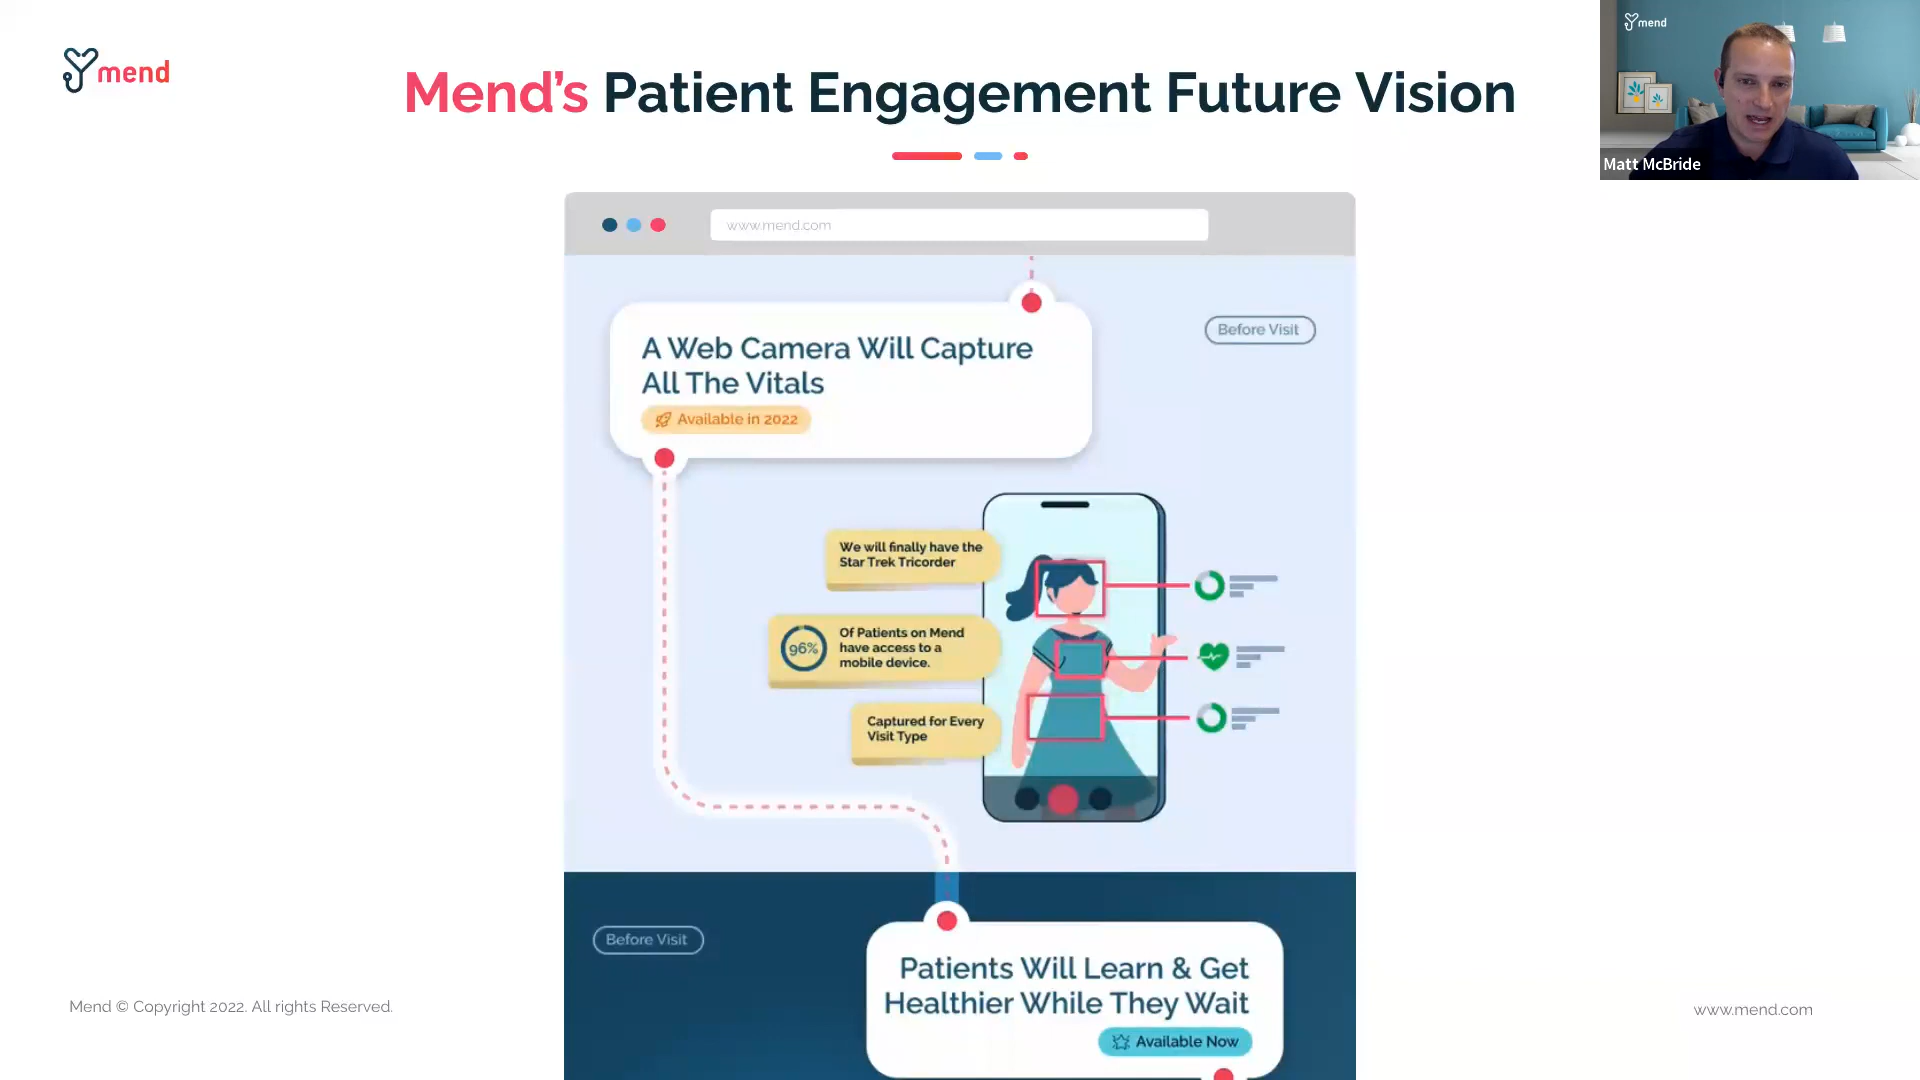 mend
Mend's Patient Engagement Future Vision
mend
Matt McBride
www.mend.com
A Web Camera Will Capture
All The Vitals
Available in 2022
Before Visit
We will finally have the
Star Trek Tricorder
96%
Of Patients on Mend
have access to a
mobile device.
Captured for Every
Visit Type
Before Visit
Patients Will Learn & Get
Healthier While They Wait
Available Now
Mend © Copyright 2022. All rights Reserved.
www.mend.com